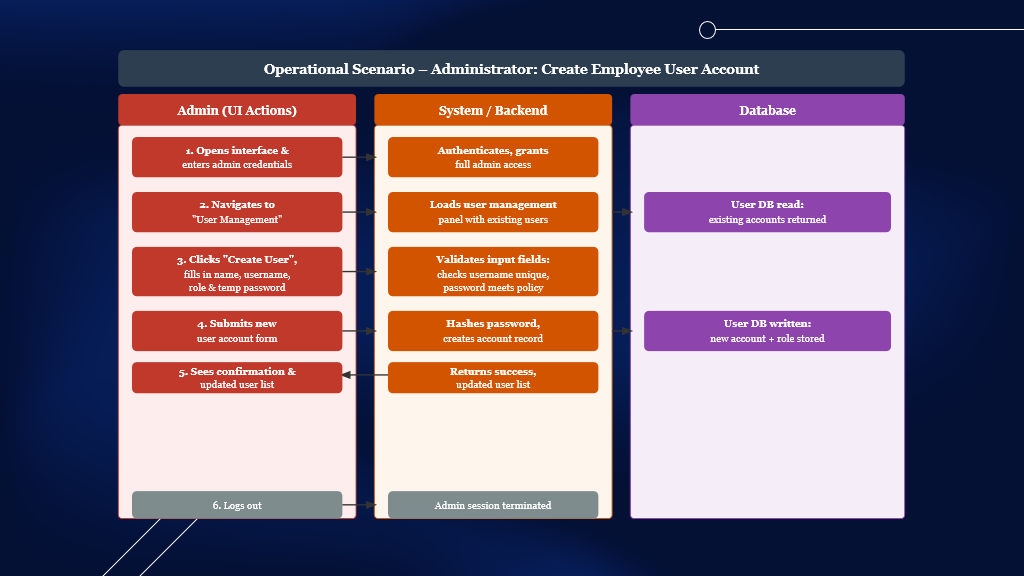 Operational Scenario – Administrator: Create Employee User Account
Admin (UI Actions)
System / Backend
Database
1. Opens interface &
enters admin credentials
Authenticates, grants
full admin access
2. Navigates to
"User Management"
Loads user management
panel with existing users
User DB read:
existing accounts returned
3. Clicks "Create User",
fills in name, username,
role & temp password
Validates input fields:
checks username unique,
password meets policy
4. Submits new
user account form
Hashes password,
creates account record
User DB written:
new account + role stored
5. Sees confirmation &
updated user list
Returns success,
updated user list
6. Logs out
Admin session terminated